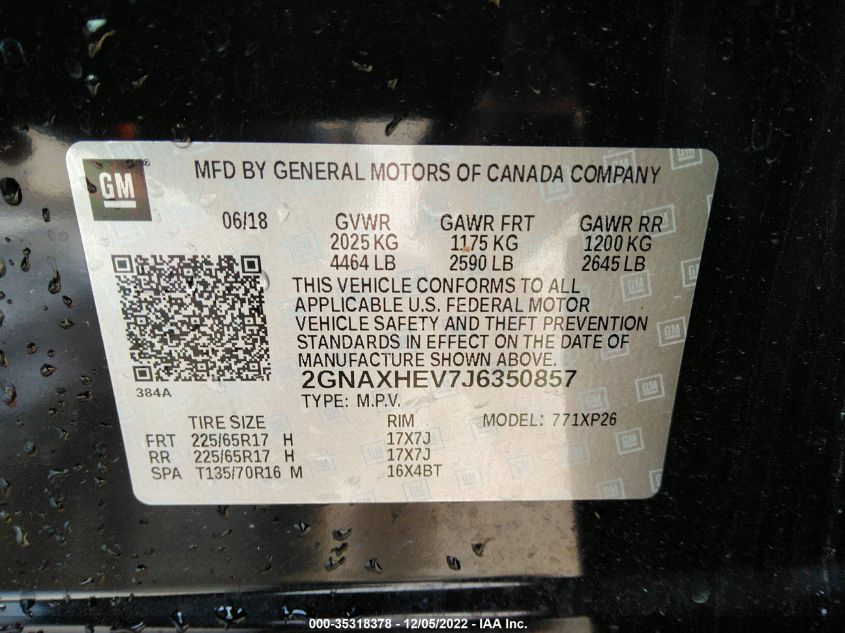 GM
MFD BY GENERAL MOTORS OF CANADA COMPANY
06/18 GVWR GAWR FRT GAWR RR
2025 KG 1175 KG 1200 KG
4464 LB 2590 LB 2645 LB
THIS VEHICLE CONFORMS TO ALL
APPLICABLE U.S. FEDERAL MOTOR
VEHICLE SAFETY AND THEFT PREVENTION
STANDARDS IN EFFECT ON THE DATE OF
MANUFACTURE SHOWN ABOVE.
384A
2GNAXHEV7J6350857
TYPE: M.P.V.
TIRE SIZE RIM MODEL: 771XP26
FRT 225/65R17 H 17X7J
RR 225/65R17 H 17X7J
SPA T135/70R16 M 16X4BT
000-35318378 - 12/05/2022 - IAA Inc.